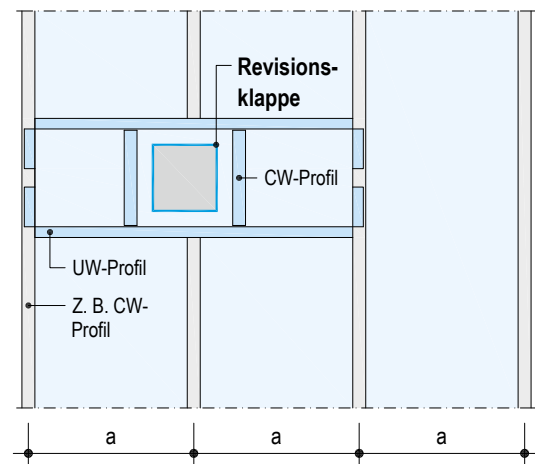 Revisions-
klappe
CW-Profil
UW-Profil
Z. B. CW-
Profil
a
a
a